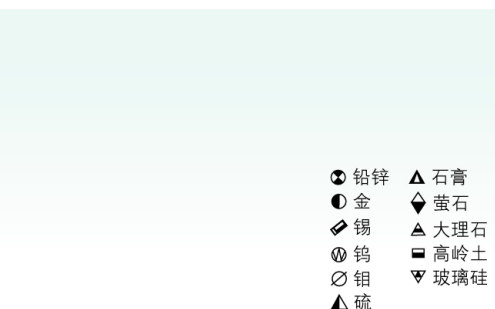 铅锌
金
锡
钨
钼
硫
石膏
萤石
大理石
高岭土
玻璃硅